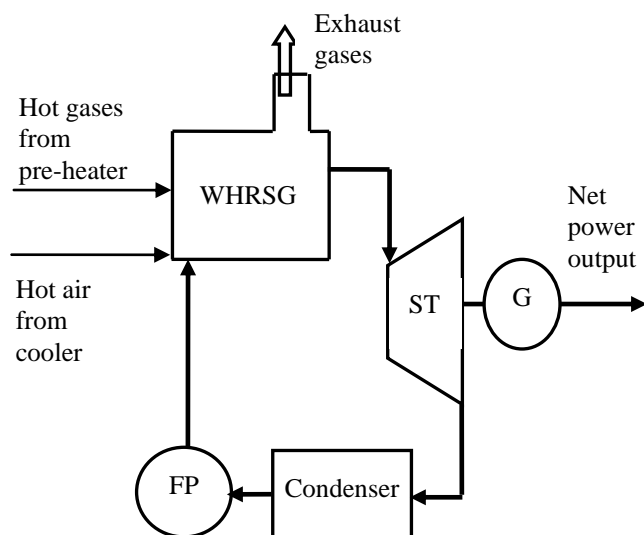 Exhaust
gases
Hot gases
from
pre-heater
WHRSG
Net
power
output
Hot air
from
cooler
ST
G
FP
Condenser